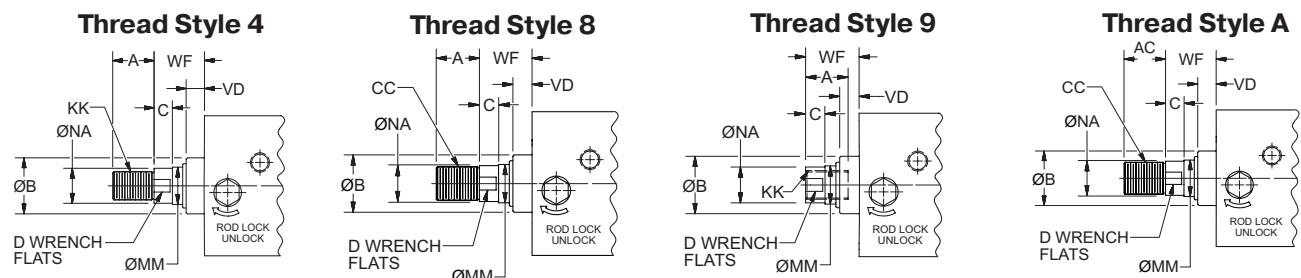 Thread Style 4
A
WF
VD
C
KK
ØNA
ØB
D WRENCH
FLATS
ØMM
ROD LOCK
UNLOCK
Thread Style 8
A
WF
VD
C
CC
ØNA
ØB
D WRENCH
FLATS
ØMM
ROD LOCK
UNLOCK
Thread Style 9
WF
A
VD
C
ØNA
ØB
KK
D WRENCH
FLATS
ØMM
ROD LOCK
UNLOCK
Thread Style A
AC
WF
VD
C
CC
ØNA
ØB
D WRENCH
FLATS
ØMM
ROD LOCK
UNLOCK